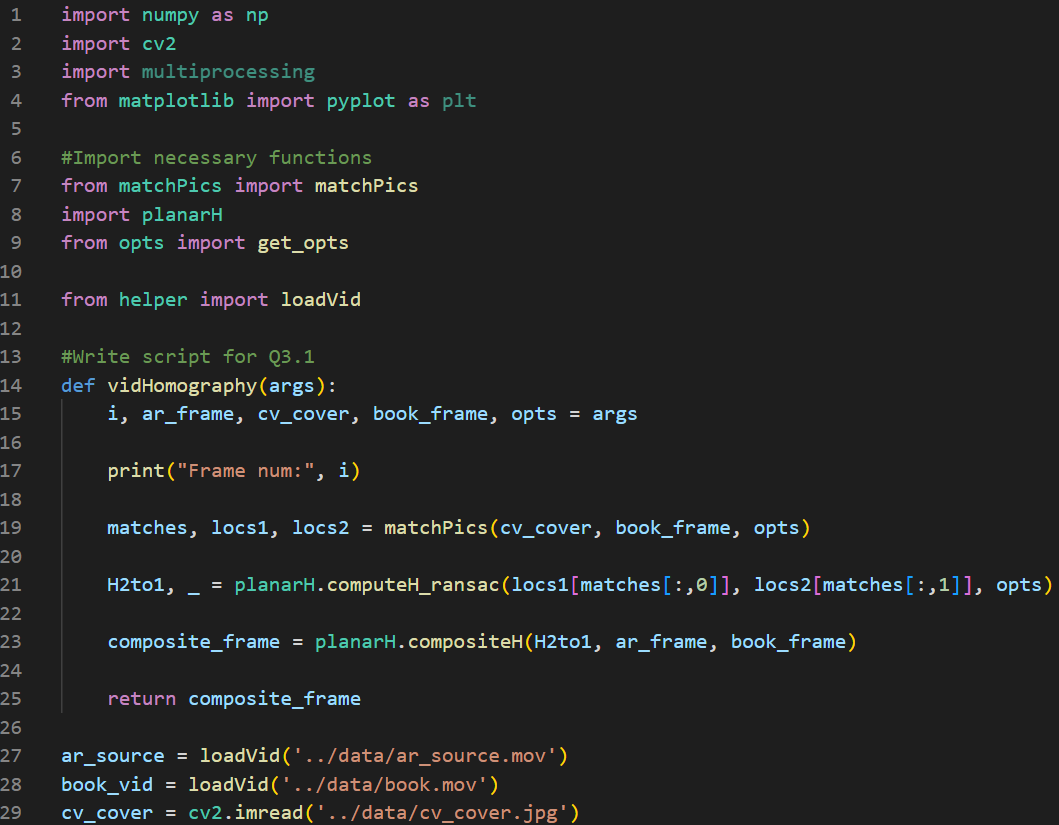 1 import numpy as np
2 import cv2
3 import multiprocessing
4 from matplotlib import pyplot as plt
5
6 #Import necessary functions
7 from matchPics import matchPics
8 import planarH
9 from opts import get_opts
10
11 from helper import loadVid
12
13 #Write script for Q3.1
14 def vidHomography(args):
15     i, ar_frame, cv_cover, book_frame, opts = args
16
17     print("Frame num:", i)
18
19     matches, locs1, locs2 = matchPics(cv_cover, book_frame, opts)
20
21     H2to1, _ = planarH.computeH_ransac(locs1[matches[:,0]], locs2[matches[:,1]], opts)
22
23     composite_frame = planarH.compositeH(H2to1, ar_frame, book_frame)
24
25     return composite_frame
26
27 ar_source = loadVid('../data/ar_source.mov')
28 book_vid = loadVid('../data/book.mov')
29 cv_cover = cv2.imread('../data/cv_cover.jpg')